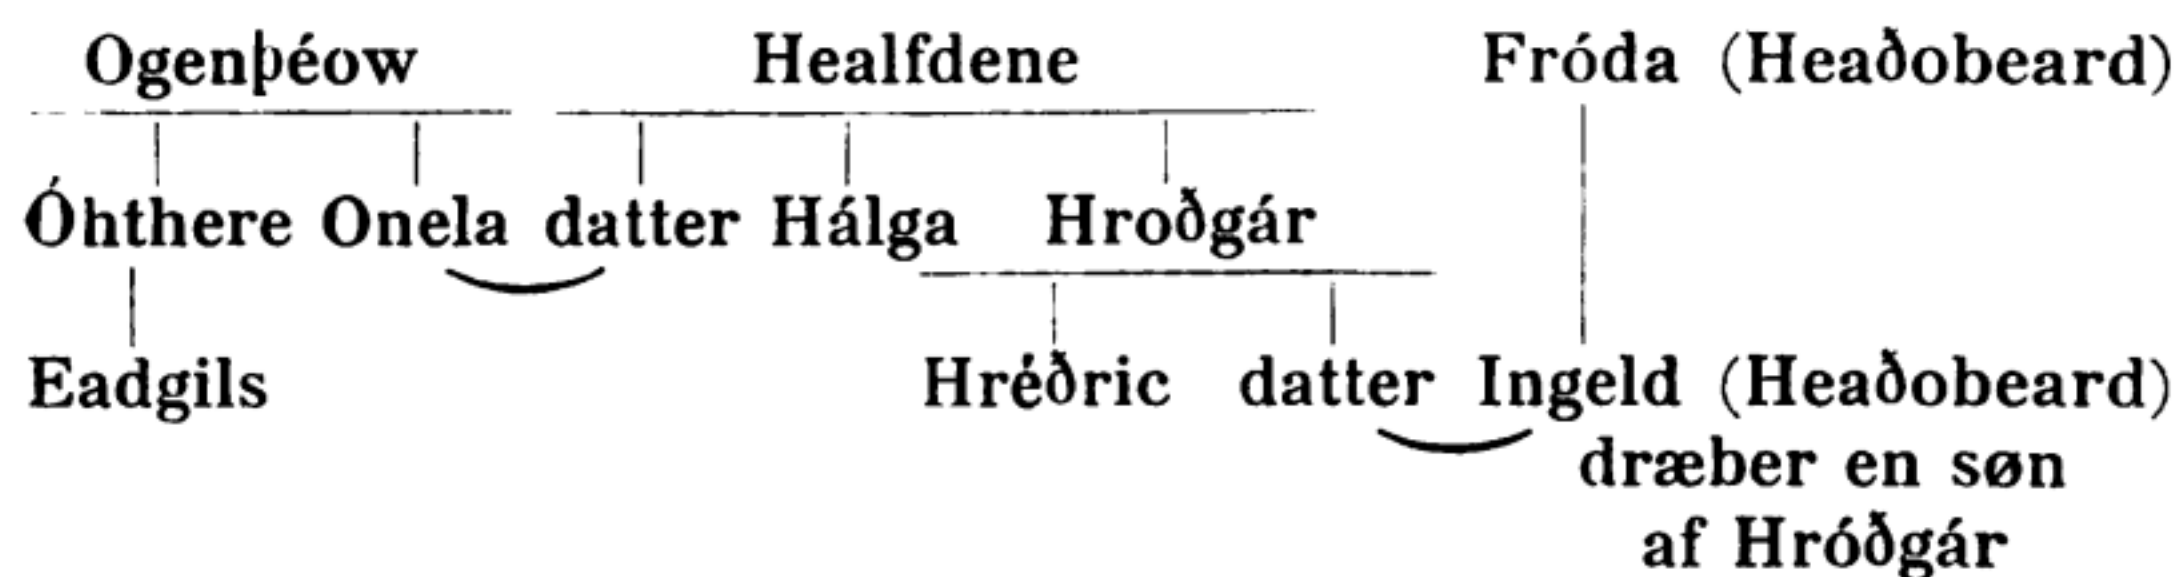 Ogenþéow Healfdene Fróda (Heaðobeard)
Óhthere Onela datter Hálga Hroðgár
Eadgils Hréðric datter Ingeld (Heaðobeard)
dræber en søn
af Hróðgár